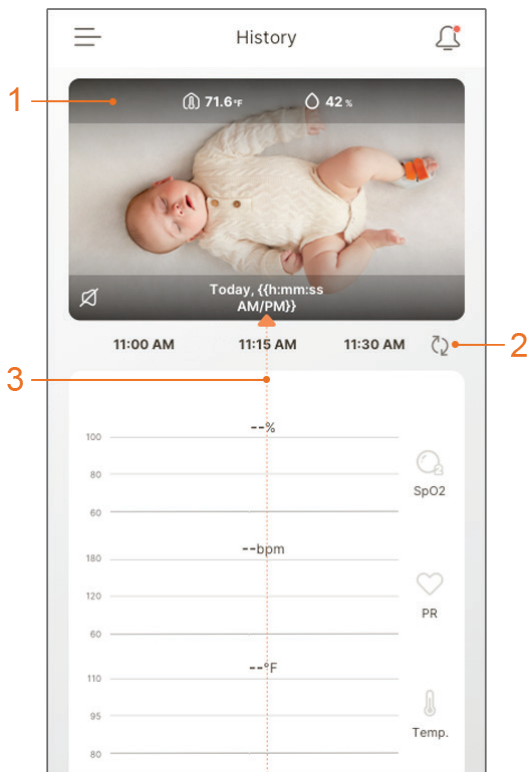 History
1
71.6°F
42 %
Today, {{h:mm:ss
AM/PM}}
11:00 AM 11:15 AM 11:30 AM
2
3
--%
100
80
SpO2
60
--bpm
180
120
PR
60
--°F
110
95
Temp.
80